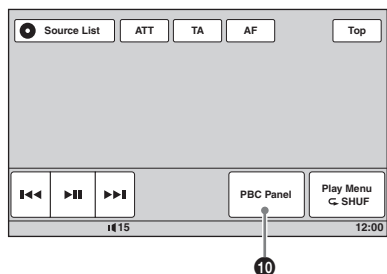 Source List ATT TA AF Top
PBC Panel Play Menu
SHUF
15 12:00
10